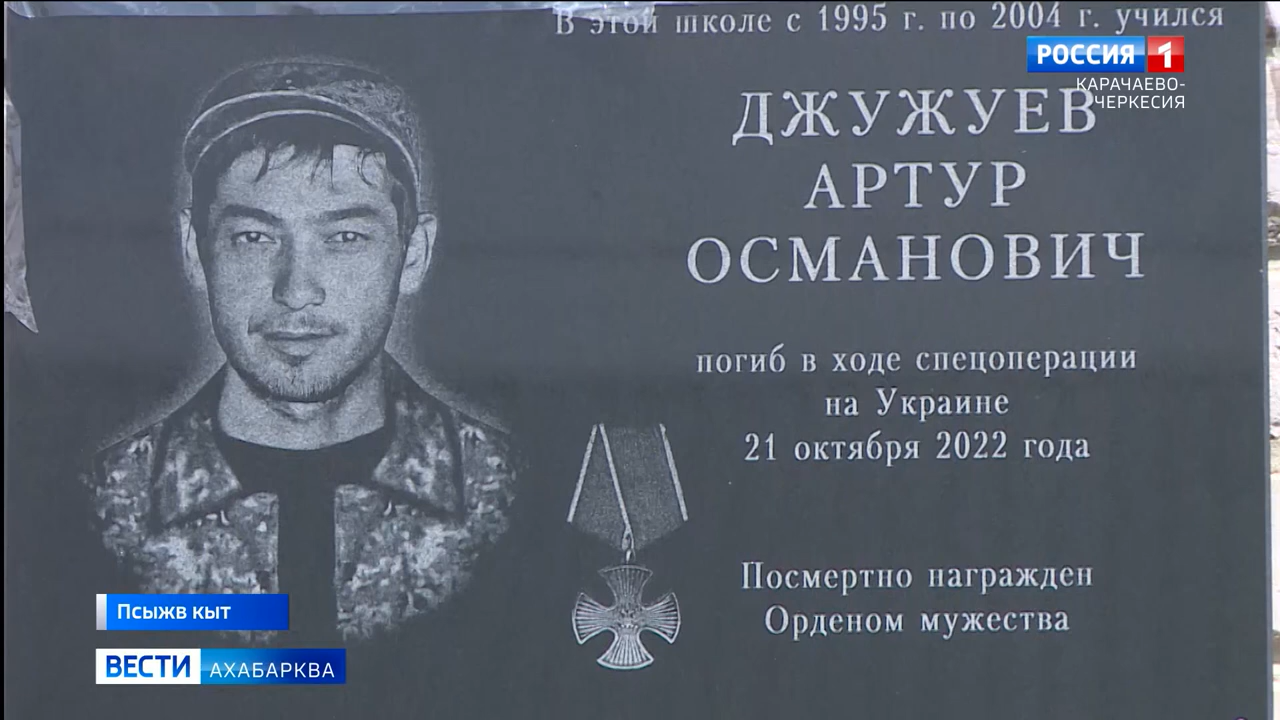 В этой школе с 1995 г. по 2004 г. учился
РОССИЯ 1
КАРАЧАЕВО-
ЧЕРКЕСИЯ
ДЖУЖУЕВ
АРТУР
ОСМАНОВИЧ
погиб в ходе спецоперации
на Украине
21 октября 2022 года
Посмертно награжден
Орденом мужества
Псыжв кыт
ВЕСТИ АХАБАРКВА